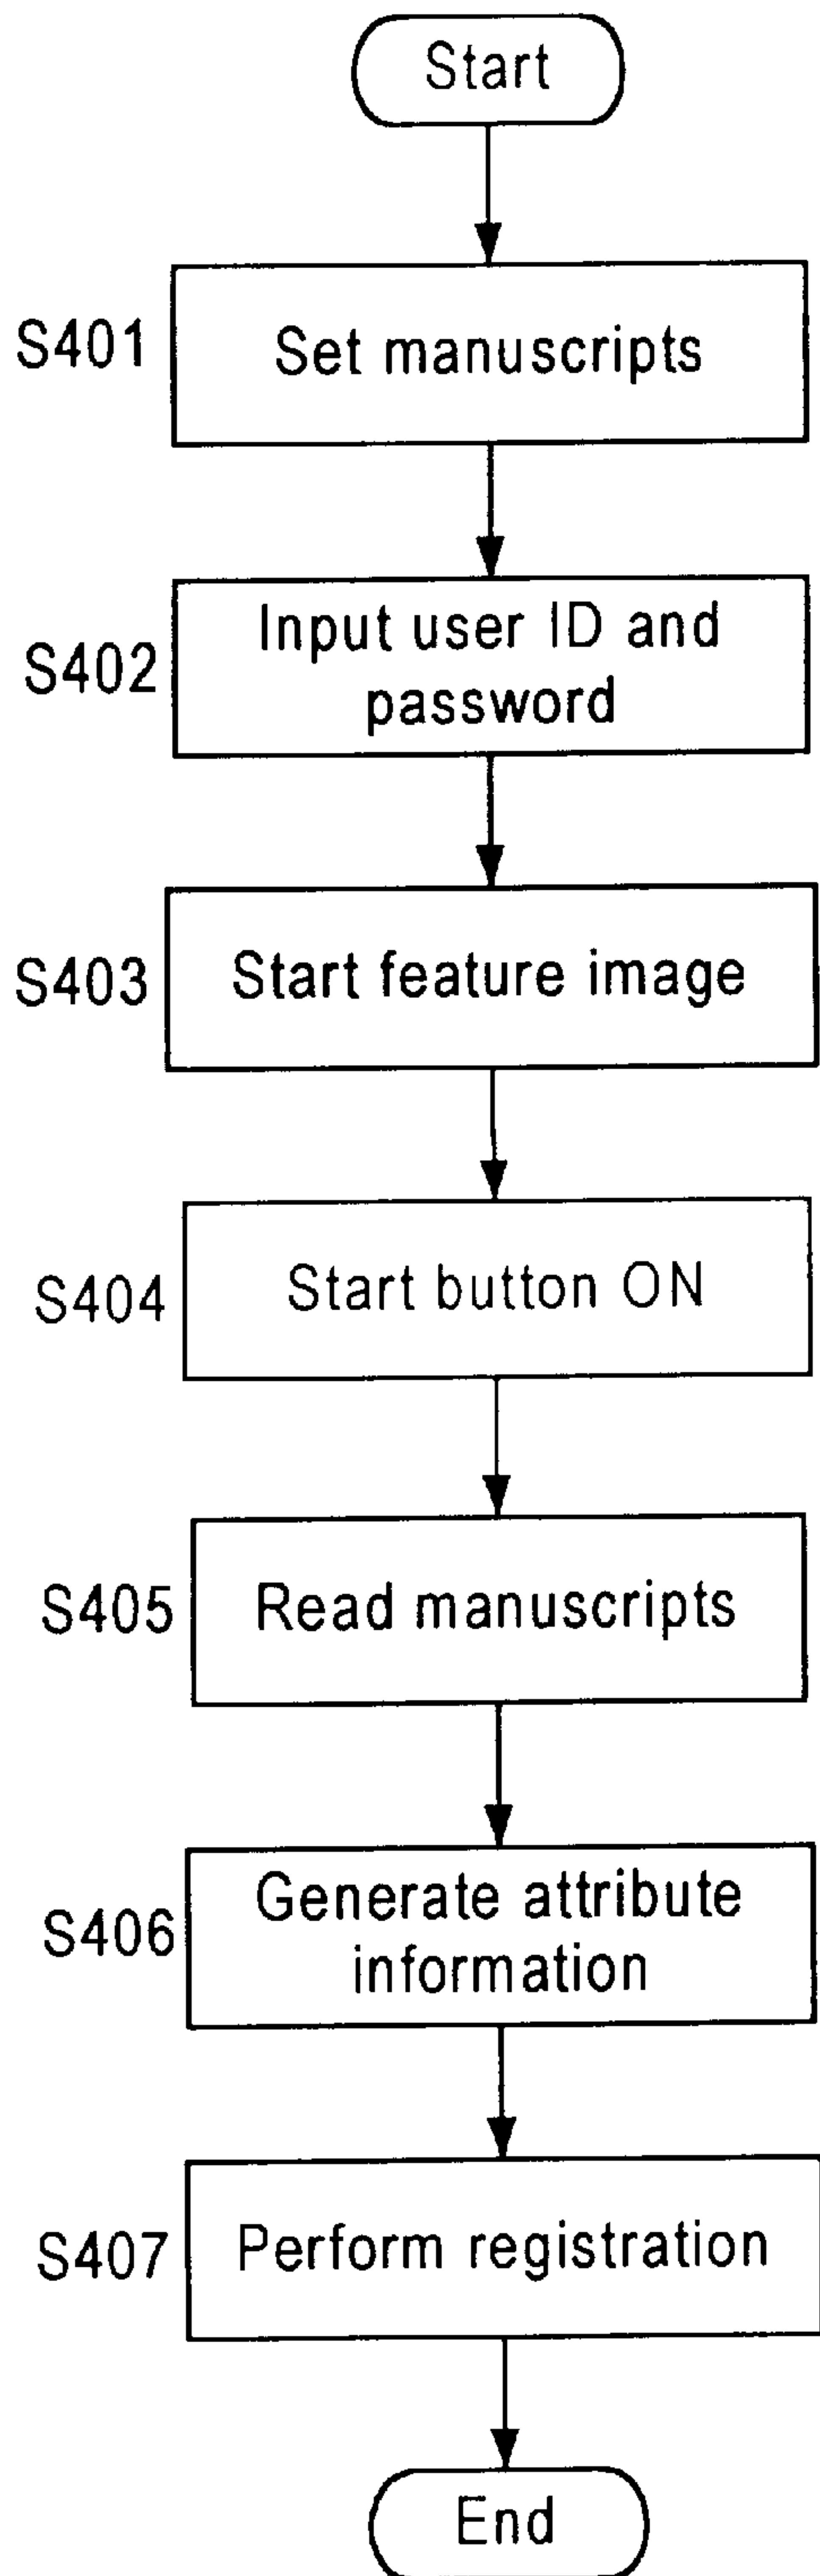 Start
S401
Set manuscripts
S402
Input user ID and
password
S403
Start feature image
S404
Start button ON
S405
Read manuscripts
S406
Generate attribute
information
S407
Perform registration
End